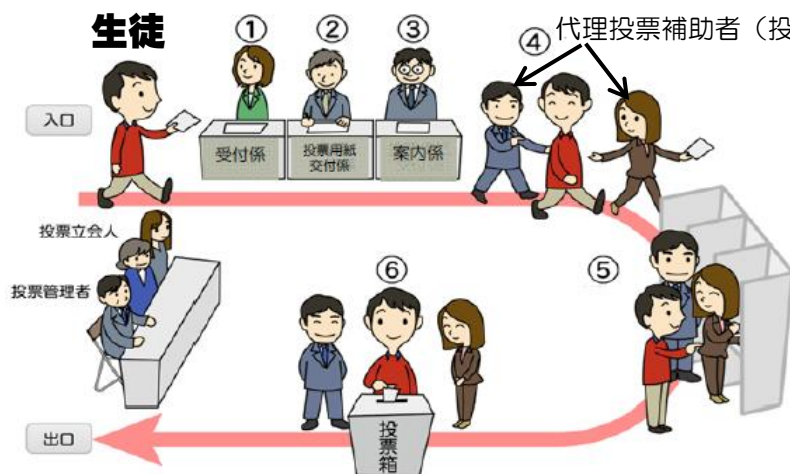 生徒
①
②
③
④
代理投票補助者（投
入口
受付係
投票用紙
交付係
案内係
投票立会人
投票管理者
⑤
⑥
投票箱
出口